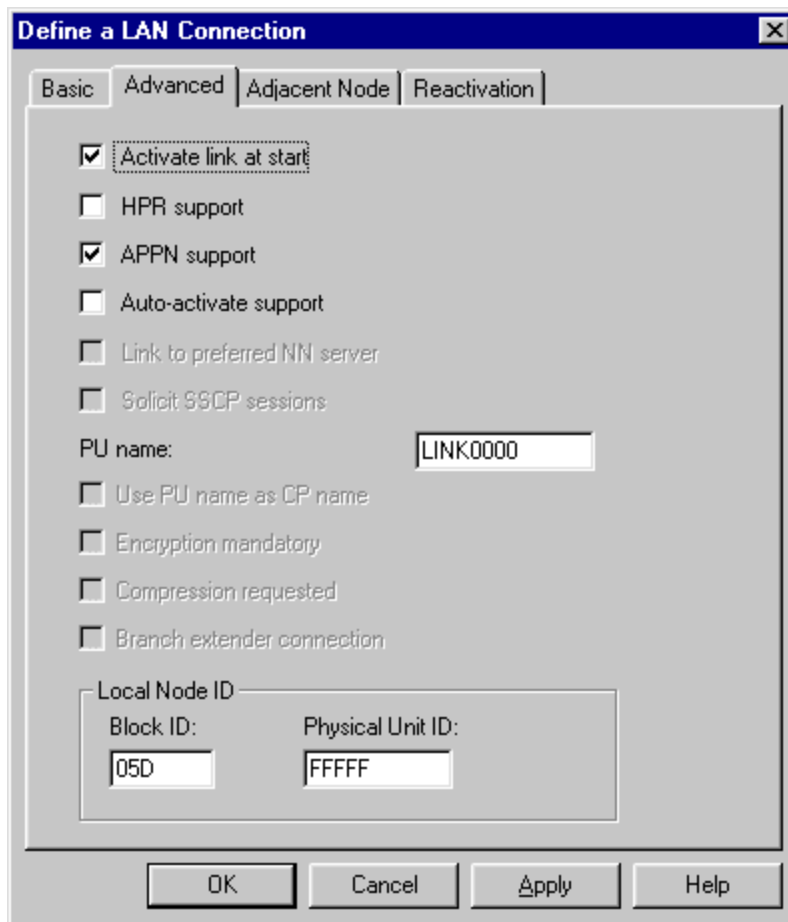 Define a LAN Connection
Basic Advanced Adjacent Node Reactivation
Activate link at start
HPR support
APPN support
Auto-activate support
Link to preferred NN server
Solicit SSCP sessions
PU name: LINK0000
Use PU name as CP name
Encryption mandatory
Compression requested
Branch extender connection
Local Node ID
Block ID: Physical Unit ID:
05D FFFFF
OK Cancel Apply Help